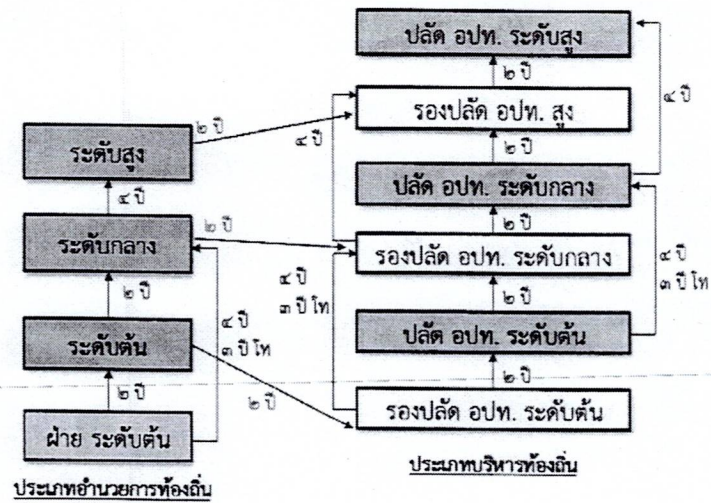 ปลัด อปท. ระดับสูง
๒ ปี
๔ ปี
รองปลัด อปท. สูง
๒ ปี
๔ ปี
๒ ปี
ระดับสูง
ปลัด อปท. ระดับกลาง
๔ ปี
๒ ปี
๒ ปี
ระดับกลาง
รองปลัด อปท. ระดับกลาง
๔ ปี
๓ ปี โท
๔ ปี
๓ ปี โท
๒ ปี
๒ ปี
๔ ปี
๓ ปี โท
ระดับต้น
ปลัด อปท. ระดับต้น
๒ ปี
๒ ปี
๒ ปี
ฝ่าย ระดับต้น
รองปลัด อปท. ระดับต้น
ประเภทอำนวยการท้องถิ่น
ประเภทบริหารท้องถิ่น